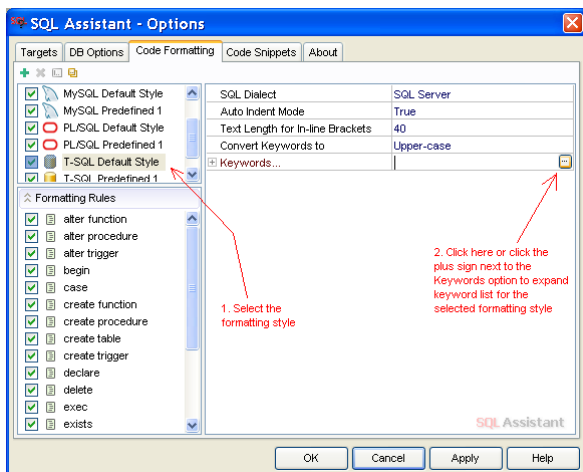 SQL Assistant - Options
Targets DB Options Code Formatting Code Snippets About
MySQL Default Style
MySQL Predefined 1
PL/SQL Default Style
PL/SQL Predefined 1
T-SQL Default Style
T-SQL Predefined 1
SQL Dialect SQL Server
Auto Indent Mode True
Text Length for In-line Brackets 40
Convert Keywords to Upper-case
Keywords...
Formatting Rules
alter function
alter procedure
alter trigger
begin
case
create function
create procedure
create table
create trigger
declare
delete
exec
exists
1. Select the
formatting style
2. Click here or click the
plus sign next to the
Keywords option to expand
keyword list for the
selected formatting style
SQL Assistant
OK Cancel Apply Help